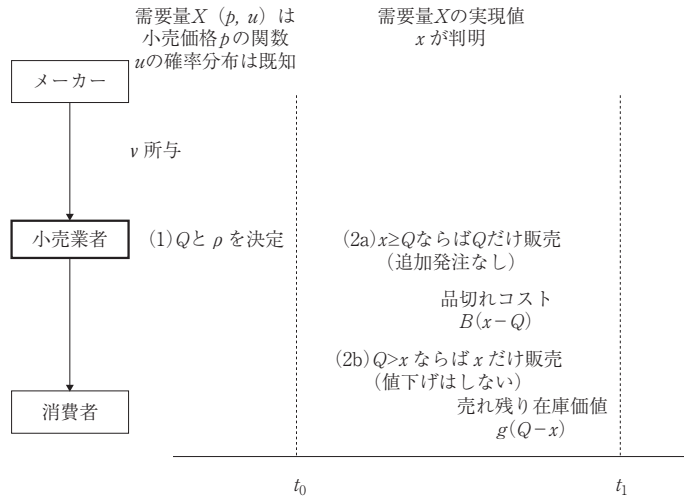 需要量X（p, u）は
小売価格pの関数
uの確率分布は既知
需要量Xの実現値
x が判明
メーカー
v 所与
小売業者
(1)Qと ρ を決定
(2a)x≥QならばQだけ販売
（追加発注なし）
品切れコスト
B(x−Q)
(2b)Q>x ならば x だけ販売
（値下げはしない）
売れ残り在庫価値
g(Q−x)
消費者
t₀
t₁